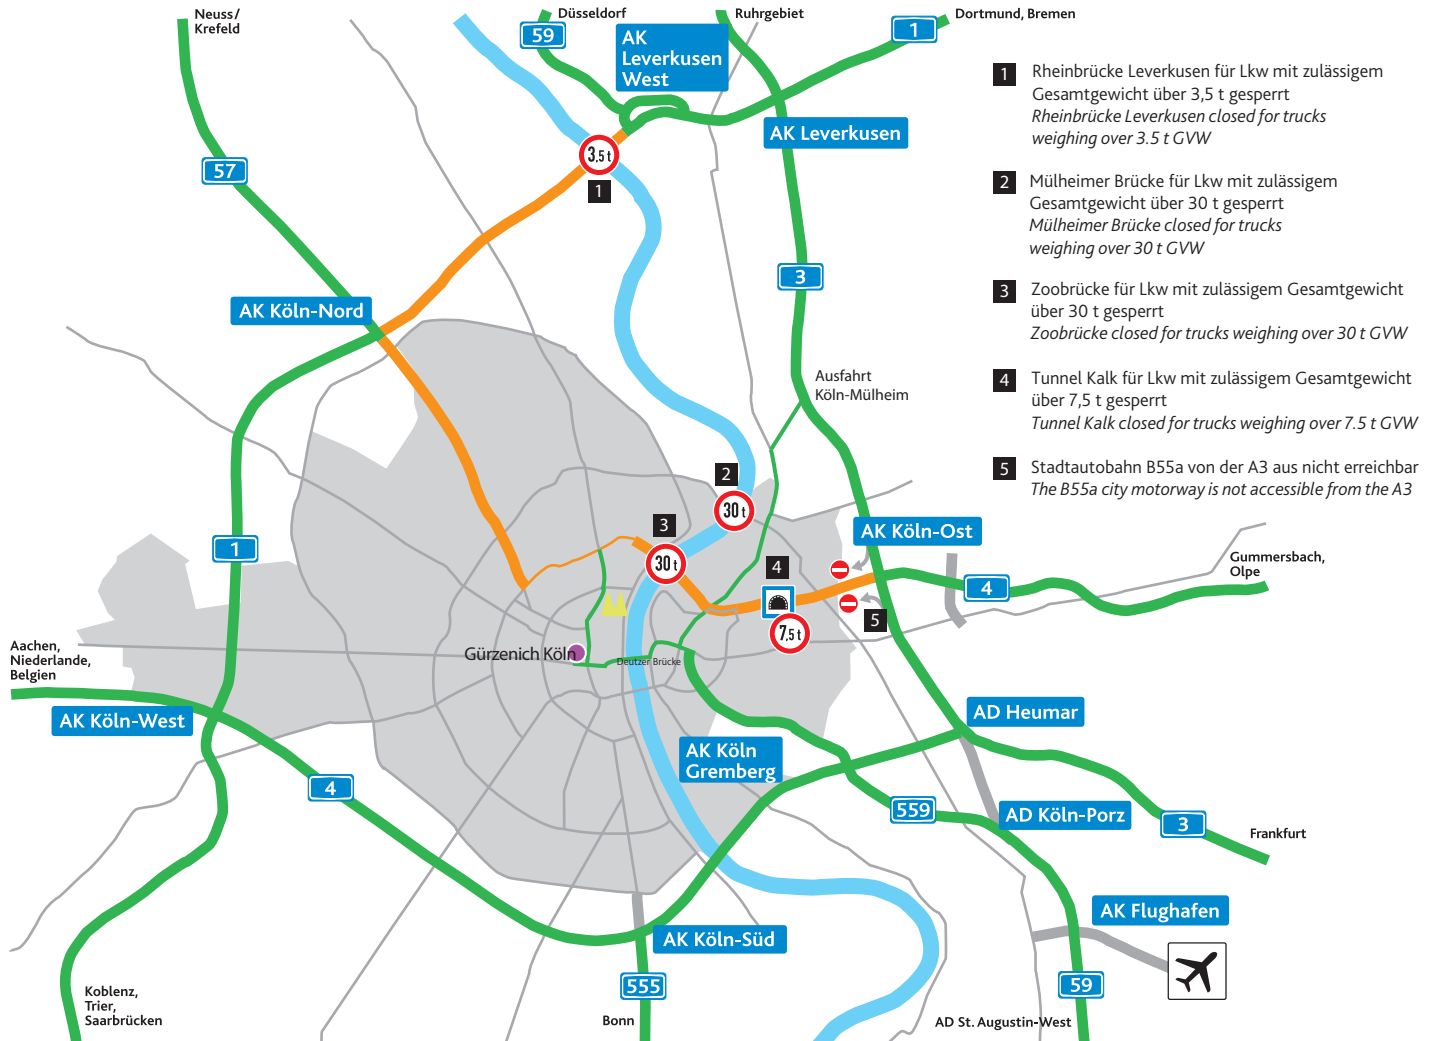 Neuss/
Krefeld
Düsseldorf
59
AK
Leverkusen
West
Ruhrgebiet
1
Dortmund, Bremen
AK Leverkusen
3,5 t
1
57
3
AK Köln-Nord
Ausfahrt
Köln-Mülheim
1 Rheinbrücke Leverkusen für Lkw mit zulässigem
Gesamtgewicht über 3,5 t gesperrt
Rheinbrücke Leverkusen closed for trucks
weighing over 3.5 t GVW
2 Mülheimer Brücke für Lkw mit zulässigem
Gesamtgewicht über 30 t gesperrt
Mülheimer Brücke closed for trucks
weighing over 30 t GVW
3 Zoobrücke für Lkw mit zulässigem Gesamtgewicht
über 30 t gesperrt
Zoobrücke closed for trucks weighing over 30 t GVW
4 Tunnel Kalk für Lkw mit zulässigem Gesamtgewicht
über 7,5 t gesperrt
Tunnel Kalk closed for trucks weighing over 7.5 t GVW
5 Stadtautobahn B55a von der A3 aus nicht erreichbar
The B55a city motorway is not accessible from the A3
2
30 t
3
30 t
4
7,5 t
5
AK Köln-Ost
1
4
Gummersbach,
Olpe
Gürzenich Köln
Deutzer Brücke
Aachen,
Niederlande,
Belgien
AK Köln-West
AD Heumar
AK Köln
Gremberg
4
559
AD Köln-Porz
3
Frankfurt
AK Flughafen
AK Köln-Süd
555
59
Koblenz,
Trier,
Saarbrücken
Bonn
AD St. Augustin-West